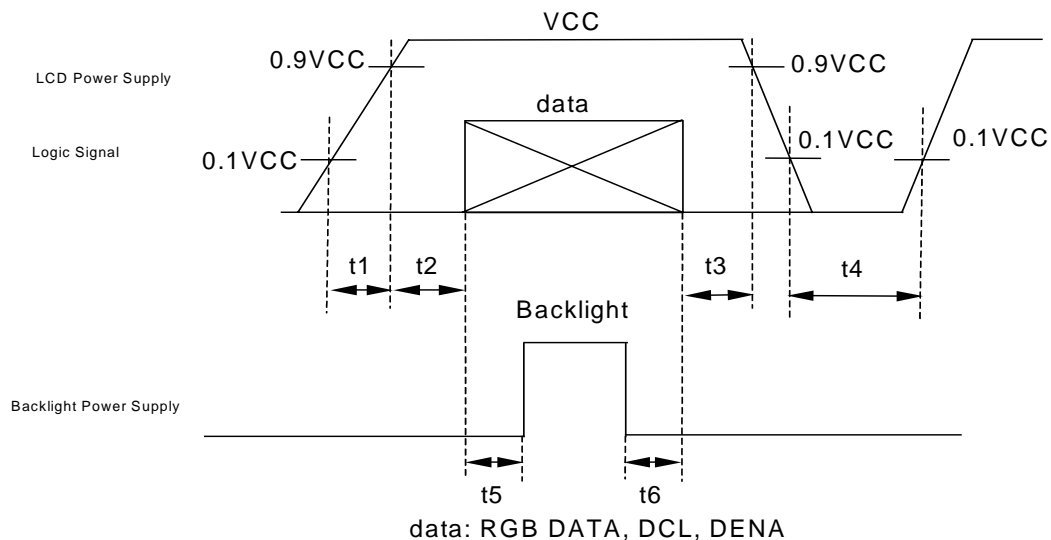 VCC
0.9VCC
0.9VCC
LCD Power Supply
data
Logic Signal
0.1VCC
0.1VCC
0.1VCC
t1
t2
t3
t4
Backlight
Backlight Power Supply
t5
t6
data: RGB DATA, DCL, DENA